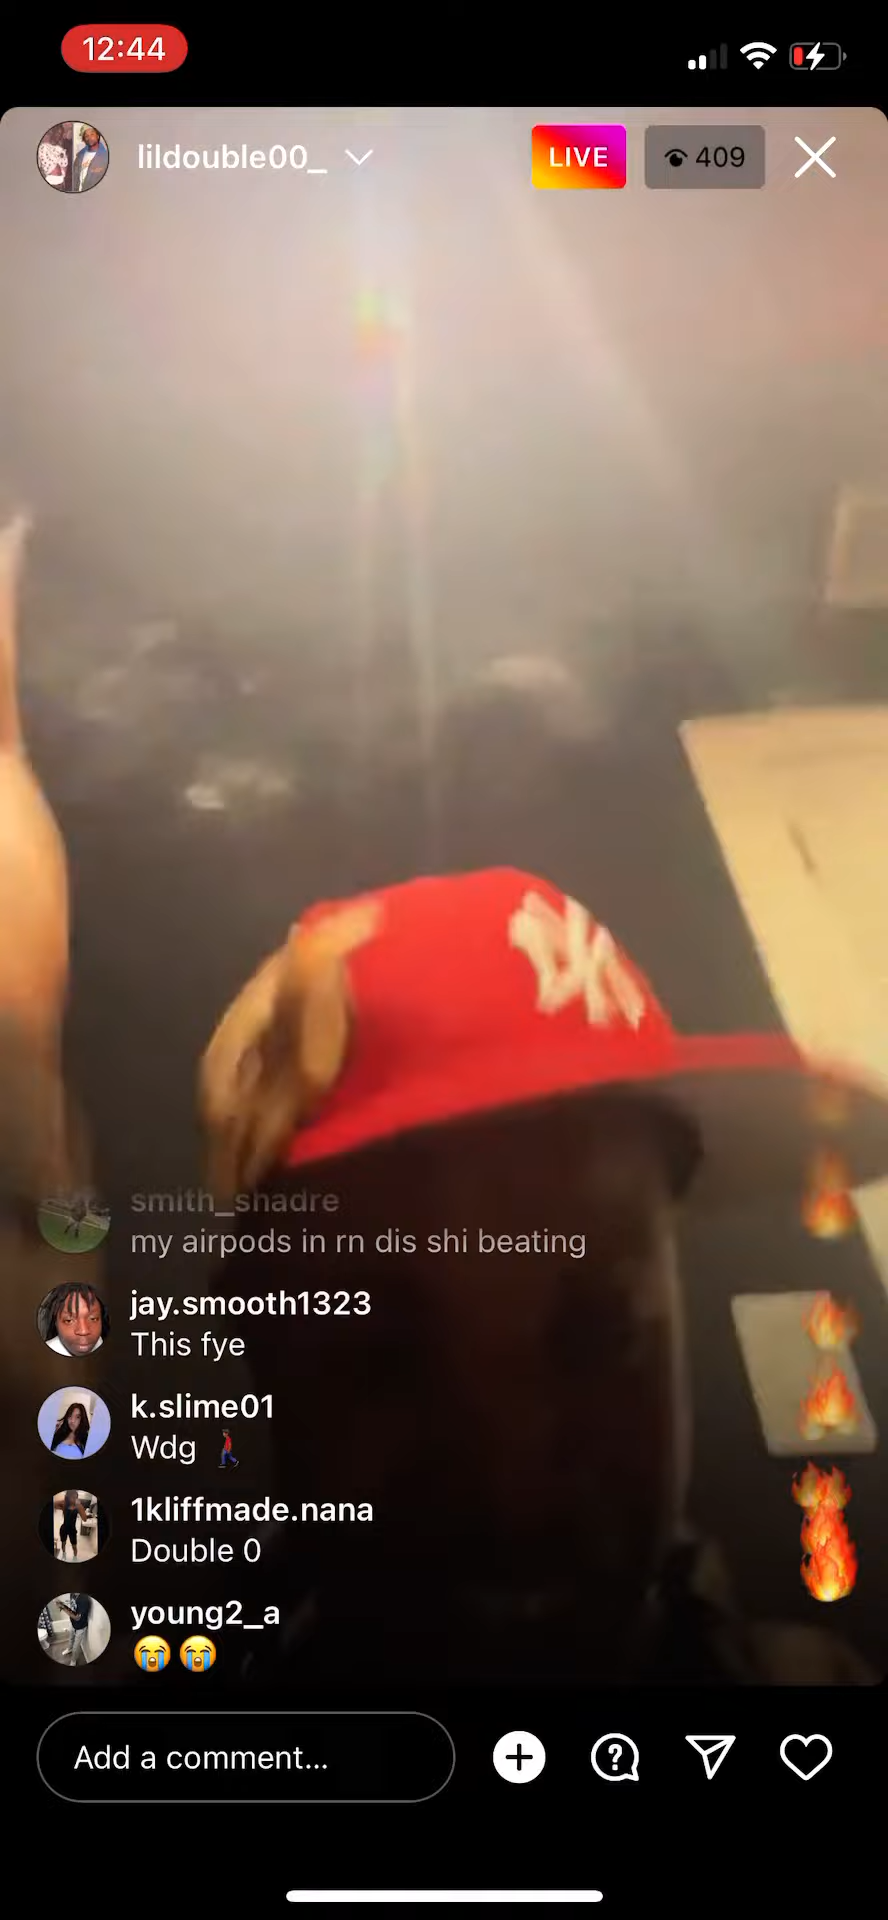 12:44
lildouble00_
LIVE
409
NY
smith_shadre
my airpods in rn dis shi beating
jay.smooth1323
This fye
k.slime01
Wdg 🚶🏿
1kliffmade.nana
Double 0
young2_a
😭😭
Add a comment...